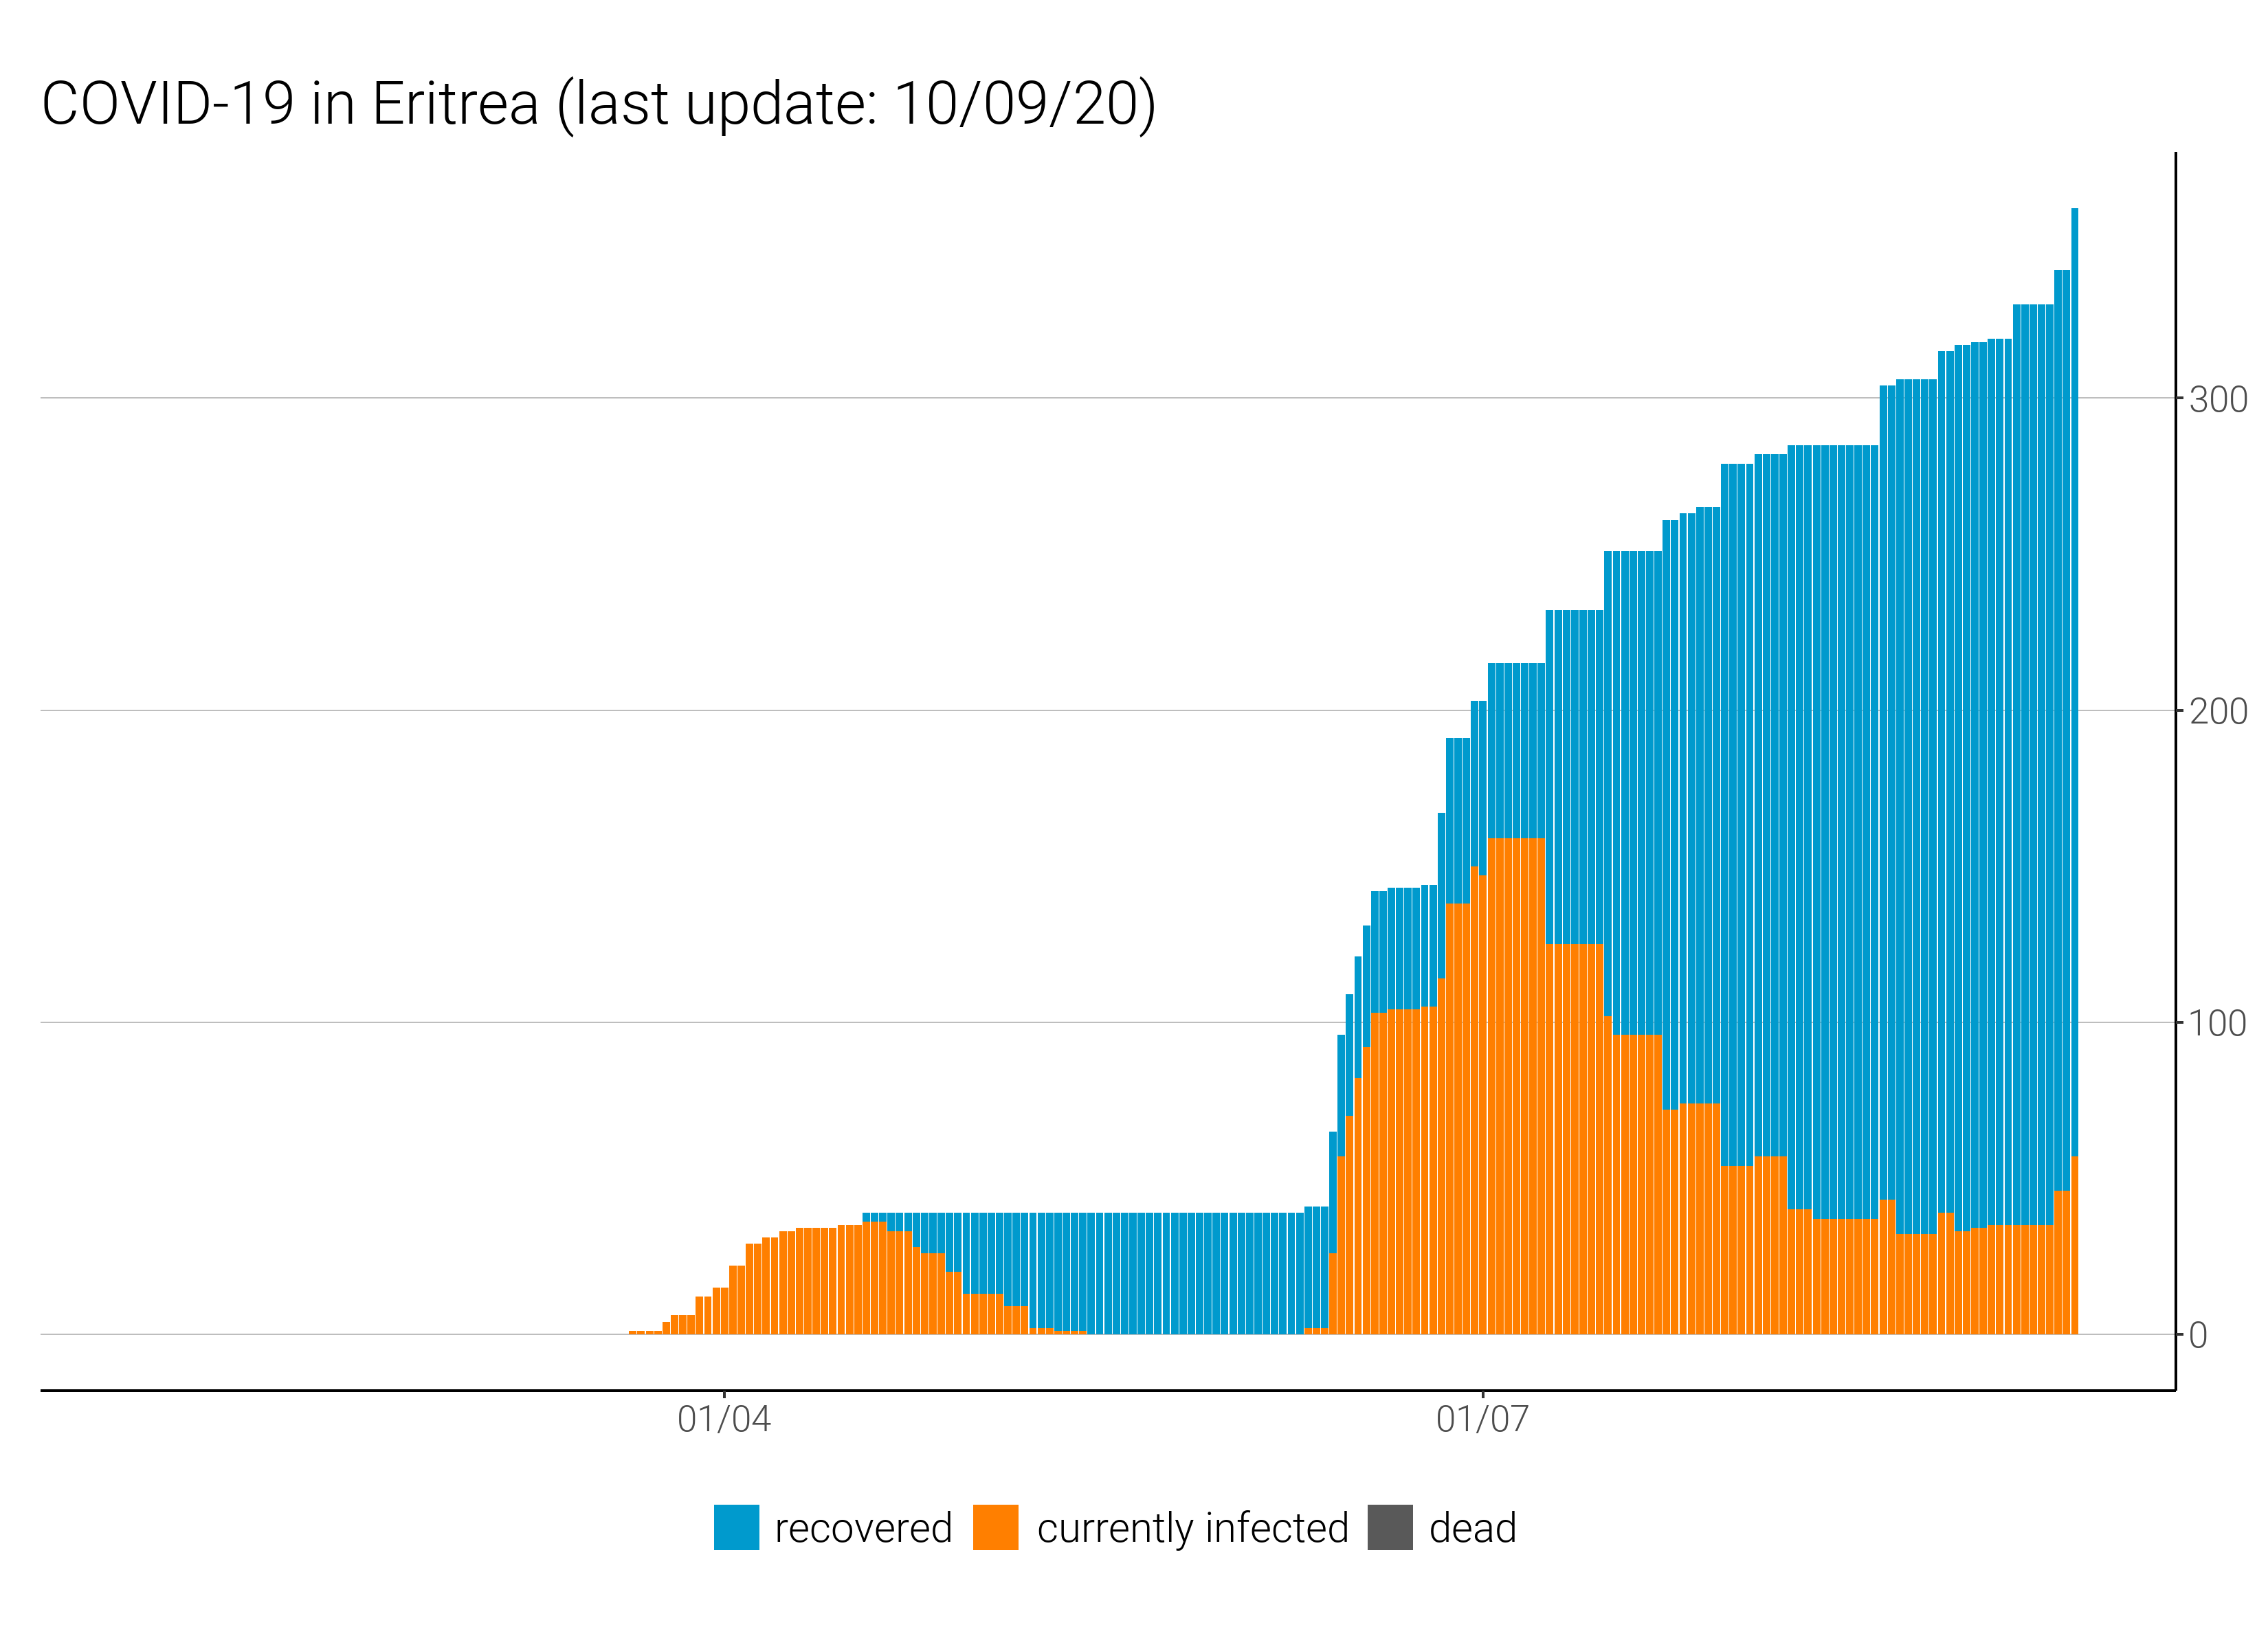 COVID-19 in Eritrea (last update: 10/09/20)
300
200
100
0
01/04 01/07
recovered currently infected dead